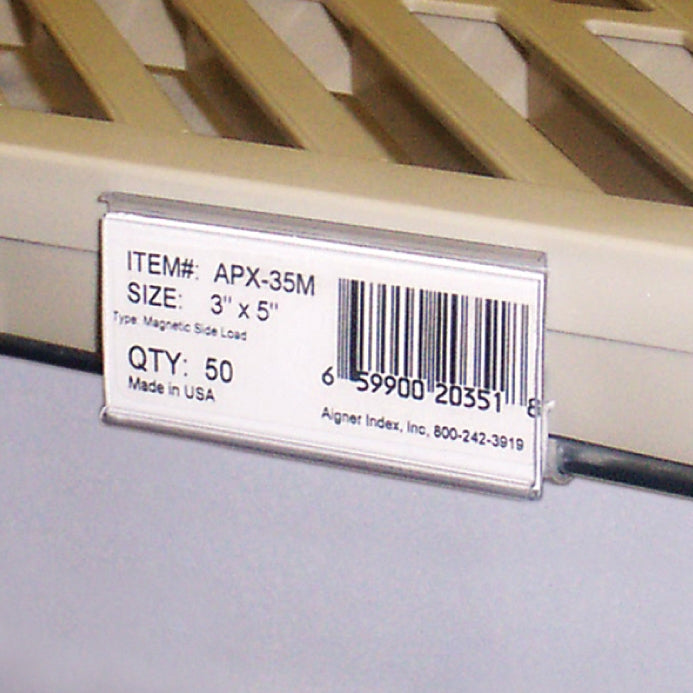 ITEM#: APX-35M
SIZE: 3" x 5"
Type: Magnetic Side Load
QTY: 50
Made in USA
6 59900 20351 8
Aigner Index, Inc, 800-242-3919